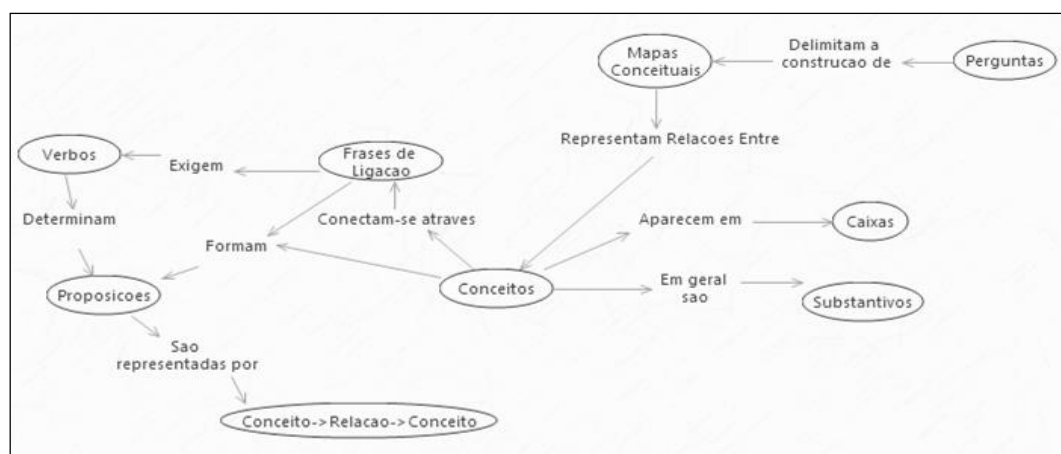 Mapas
Conceituais
Delimitam a
construcao de
Perguntas
Representam Relacoes Entre
Verbos
Exigem
Frases de
Ligacao
Determinam
Conectam-se atraves
Aparecem em
Caixas
Formam
Proposicoes
Conceitos
Em geral
sao
Substantivos
Sao
representadas por
Conceito->Relacao->Conceito